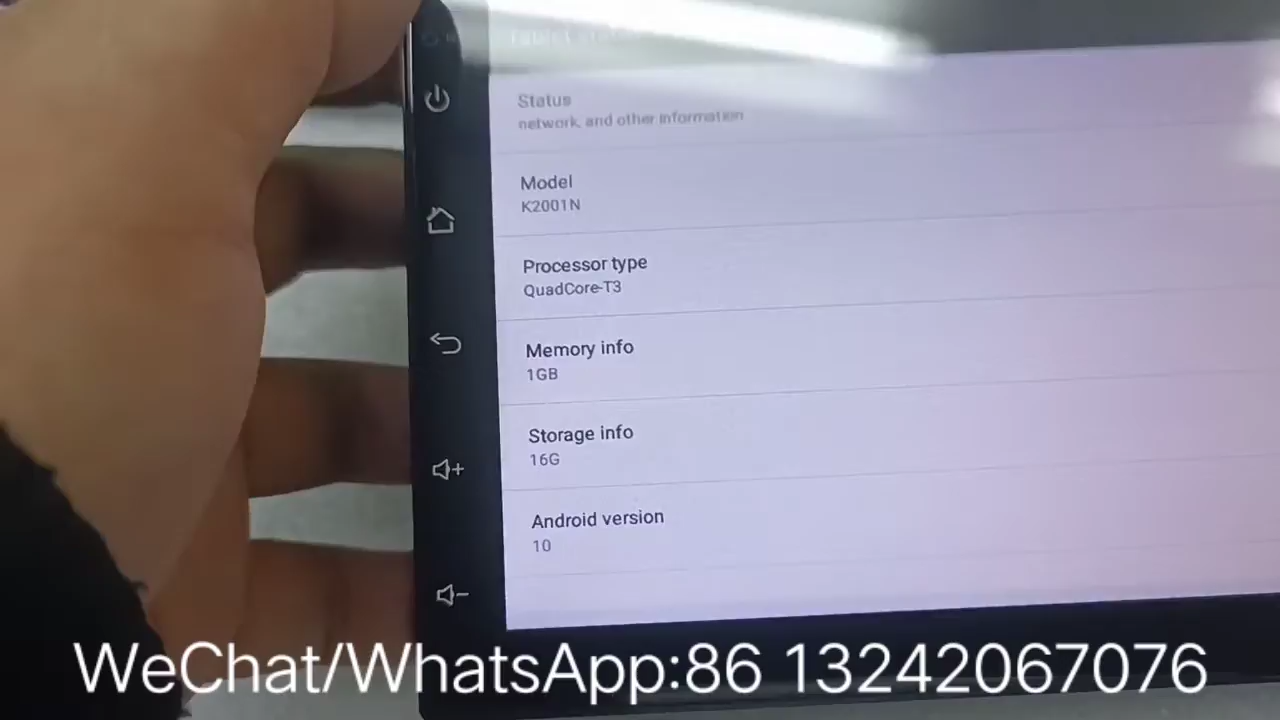 Status
network, and other information
Model
K2001N
Processor type
QuadCore-T3
Memory info
1GB
Storage info
16G
Android version
10
WeChat/WhatsApp:86 13242067076